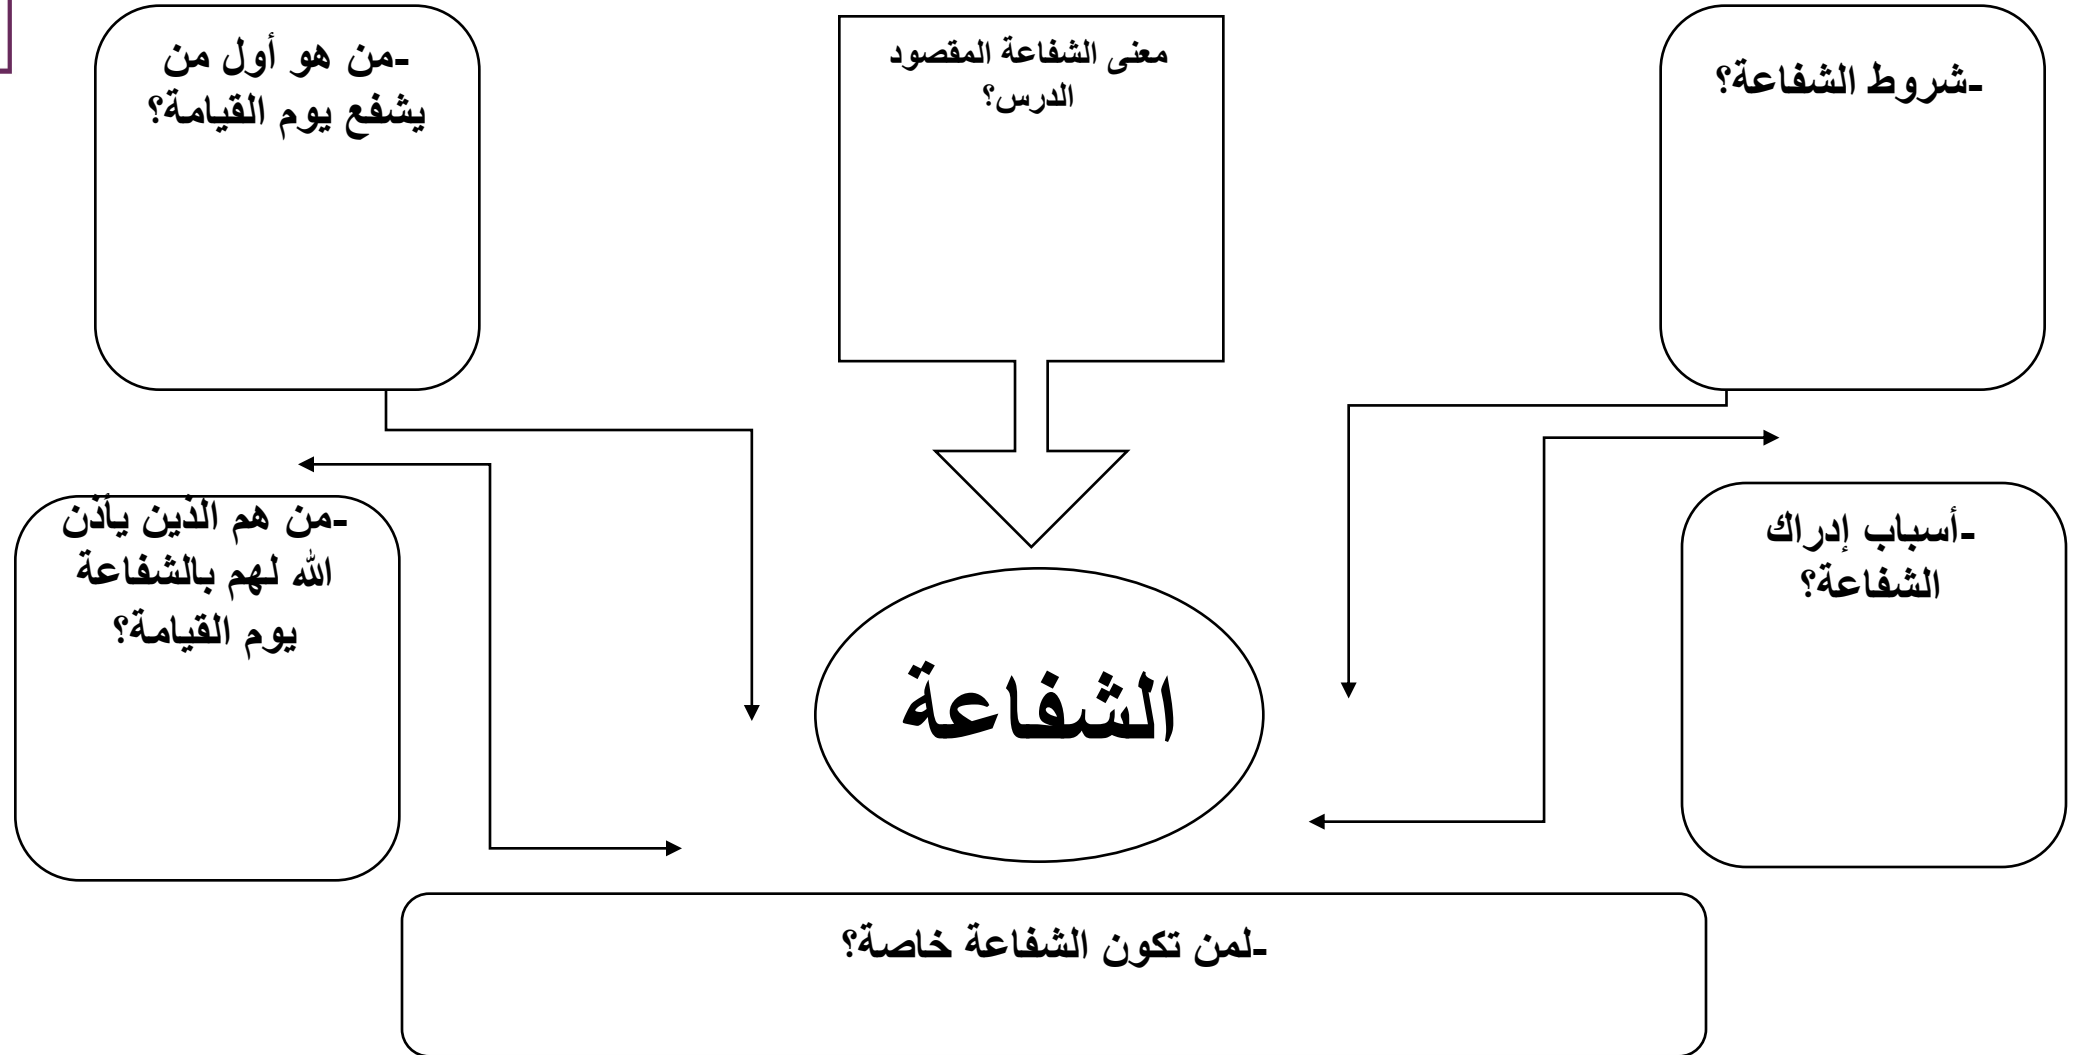 -شروط الشفاعة؟
معنى الشفاعة المقصود
الدرس؟
-من هو أول من
يشفع يوم القيامة؟
-أسباب إدراك
الشفاعة؟
-من هم الذين يأذن
الله لهم بالشفاعة
يوم القيامة؟
الشفاعة
-لمن تكون الشفاعة خاصة؟